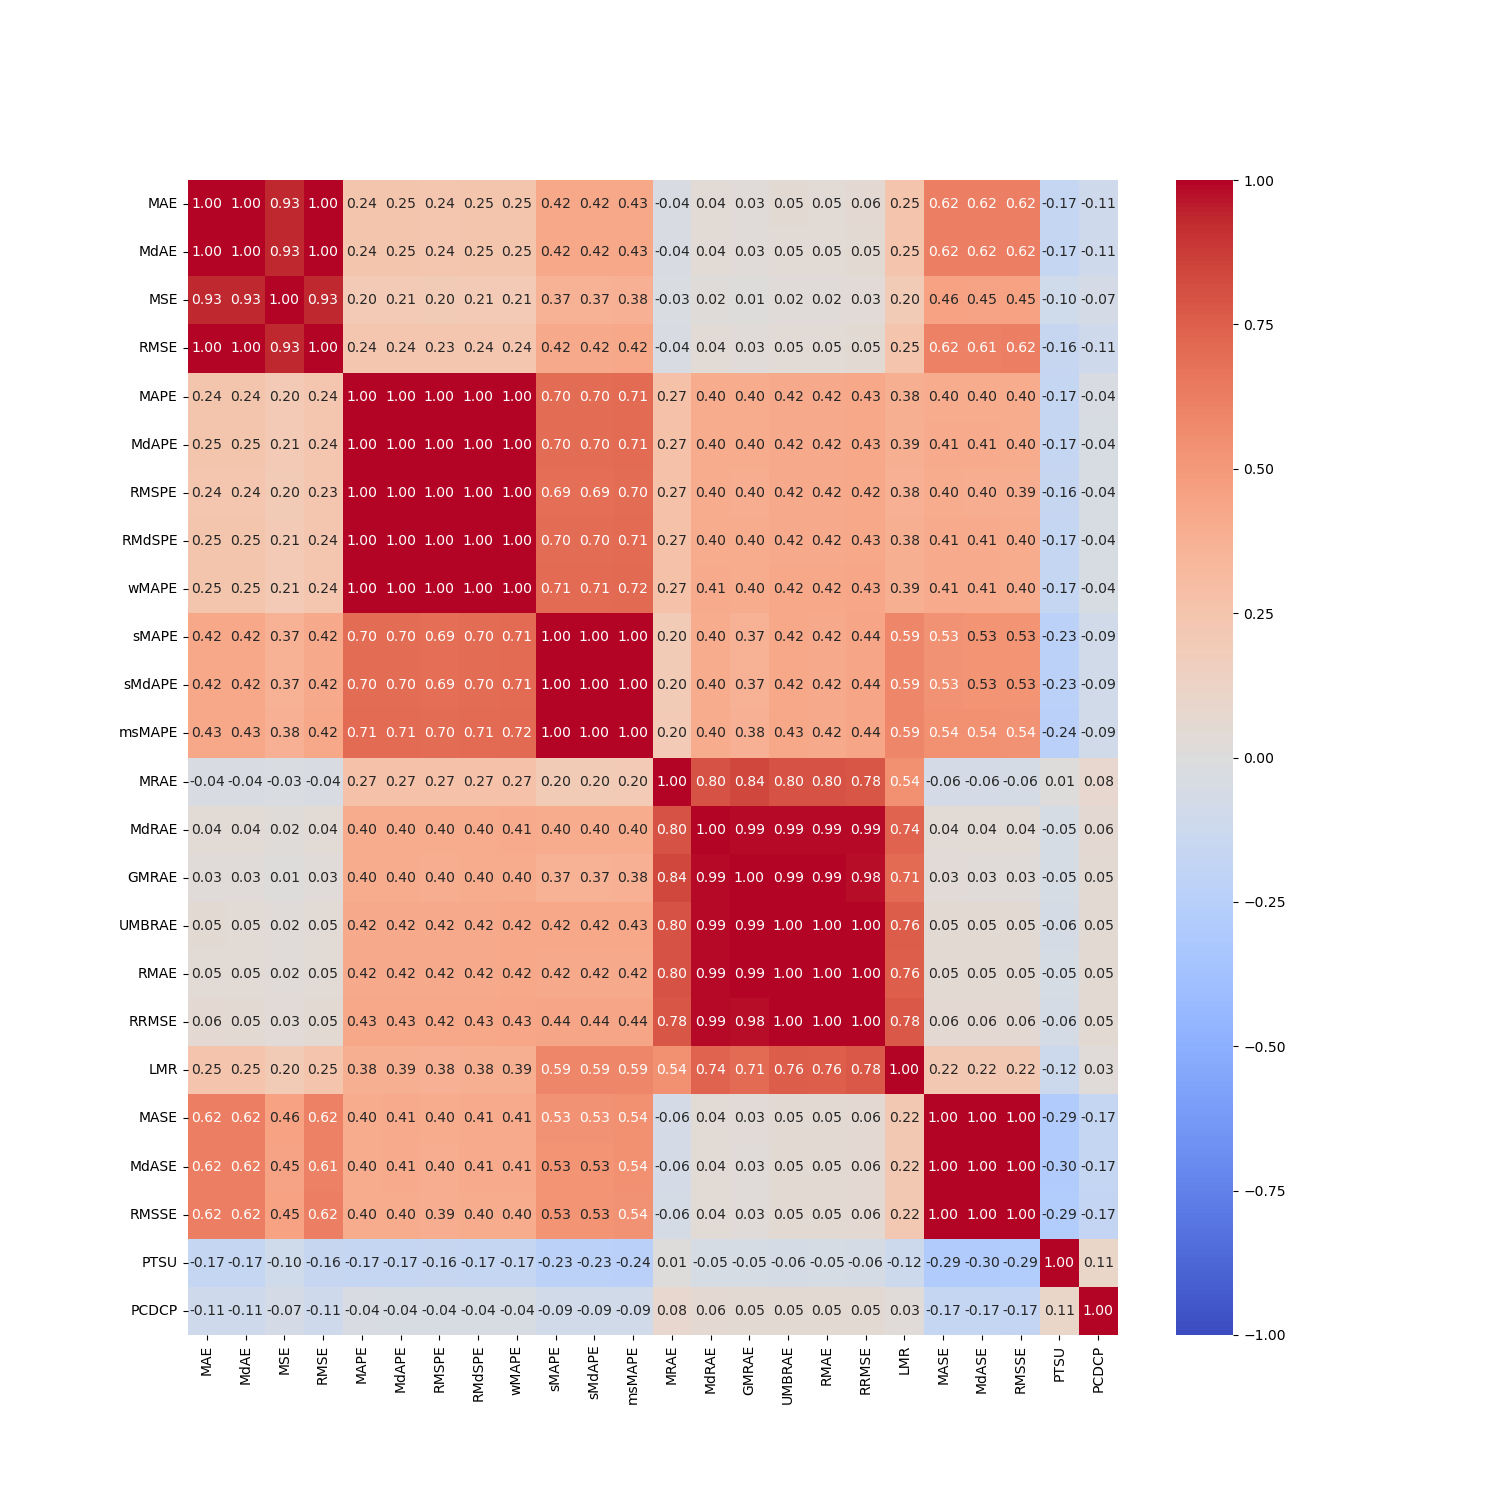 MAE 1.00 1.00 0.93 1.00 0.24 0.25 0.24 0.25 0.25 0.42 0.42 0.43 -0.04 0.04 0.03 0.05 0.05 0.06 0.25 0.62 0.62 0.62 -0.17 -0.11
MdAE 1.00 1.00 0.93 1.00 0.24 0.25 0.24 0.25 0.25 0.42 0.42 0.43 -0.04 0.04 0.03 0.05 0.05 0.05 0.25 0.62 0.62 0.62 -0.17 -0.11
MSE 0.93 0.93 1.00 0.93 0.20 0.21 0.20 0.21 0.21 0.37 0.37 0.38 -0.03 0.02 0.01 0.02 0.02 0.03 0.20 0.46 0.45 0.45 -0.10 -0.07
RMSE 1.00 1.00 0.93 1.00 0.24 0.24 0.23 0.24 0.24 0.42 0.42 0.42 -0.04 0.04 0.03 0.05 0.05 0.05 0.25 0.62 0.61 0.62 -0.16 -0.11
MAPE 0.24 0.24 0.20 0.24 1.00 1.00 1.00 1.00 1.00 0.70 0.70 0.71 0.27 0.40 0.40 0.42 0.42 0.43 0.38 0.40 0.40 0.40 -0.17 -0.04
MdAPE 0.25 0.25 0.21 0.24 1.00 1.00 1.00 1.00 1.00 0.70 0.70 0.71 0.27 0.40 0.40 0.42 0.42 0.43 0.39 0.41 0.41 0.40 -0.17 -0.04
RMSPE 0.24 0.24 0.20 0.23 1.00 1.00 1.00 1.00 1.00 0.69 0.69 0.70 0.27 0.40 0.40 0.42 0.42 0.42 0.38 0.40 0.40 0.39 -0.16 -0.04
RMdSPE 0.25 0.25 0.21 0.24 1.00 1.00 1.00 1.00 1.00 0.70 0.70 0.71 0.27 0.40 0.40 0.42 0.42 0.43 0.38 0.41 0.41 0.40 -0.17 -0.04
wMAPE 0.25 0.25 0.21 0.24 1.00 1.00 1.00 1.00 1.00 0.71 0.71 0.72 0.27 0.41 0.40 0.42 0.42 0.43 0.39 0.41 0.41 0.40 -0.17 -0.04
sMAPE 0.42 0.42 0.37 0.42 0.70 0.70 0.69 0.70 0.71 1.00 1.00 1.00 0.20 0.40 0.37 0.42 0.42 0.44 0.59 0.53 0.53 0.53 -0.23 -0.09
sMdAPE 0.42 0.42 0.37 0.42 0.70 0.70 0.69 0.70 0.71 1.00 1.00 1.00 0.20 0.40 0.37 0.42 0.42 0.44 0.59 0.53 0.53 0.53 -0.23 -0.09
msMAPE 0.43 0.43 0.38 0.42 0.71 0.71 0.70 0.71 0.72 1.00 1.00 1.00 0.20 0.40 0.38 0.43 0.42 0.44 0.59 0.54 0.54 0.54 -0.24 -0.09
MRAE -0.04 -0.04 -0.03 -0.04 0.27 0.27 0.27 0.27 0.27 0.20 0.20 0.20 1.00 0.80 0.84 0.80 0.80 0.78 0.54 -0.06 -0.06 -0.06 0.01 0.08
MdRAE 0.04 0.04 0.02 0.04 0.40 0.40 0.40 0.40 0.41 0.40 0.40 0.40 0.80 1.00 0.99 0.99 0.99 0.99 0.74 0.04 0.04 0.04 -0.05 0.06
GMRAE 0.03 0.03 0.01 0.03 0.40 0.40 0.40 0.40 0.40 0.37 0.37 0.38 0.84 0.99 1.00 0.99 0.99 0.98 0.71 0.03 0.03 0.03 -0.05 0.05
UMBRAE 0.05 0.05 0.02 0.05 0.42 0.42 0.42 0.42 0.42 0.42 0.42 0.43 0.80 0.99 0.99 1.00 1.00 1.00 0.76 0.05 0.05 0.05 -0.06 0.05
RMAE 0.05 0.05 0.02 0.05 0.42 0.42 0.42 0.42 0.42 0.42 0.42 0.42 0.80 0.99 0.99 1.00 1.00 1.00 0.76 0.05 0.05 0.05 -0.05 0.05
RRMSE 0.06 0.05 0.03 0.05 0.43 0.43 0.42 0.43 0.43 0.44 0.44 0.44 0.78 0.99 0.98 1.00 1.00 1.00 0.78 0.06 0.06 0.06 -0.06 0.05
LMR 0.25 0.25 0.20 0.25 0.38 0.39 0.38 0.38 0.39 0.59 0.59 0.59 0.54 0.74 0.71 0.76 0.76 0.78 1.00 0.22 0.22 0.22 -0.12 0.03
MASE 0.62 0.62 0.46 0.62 0.40 0.41 0.40 0.41 0.41 0.53 0.53 0.54 -0.06 0.04 0.03 0.05 0.05 0.06 0.22 1.00 1.00 1.00 -0.29 -0.17
MdASE 0.62 0.62 0.45 0.61 0.40 0.41 0.40 0.41 0.41 0.53 0.53 0.54 -0.06 0.04 0.03 0.05 0.05 0.06 0.22 1.00 1.00 1.00 -0.30 -0.17
RMSSE 0.62 0.62 0.45 0.62 0.40 0.40 0.39 0.40 0.40 0.53 0.53 0.54 -0.06 0.04 0.03 0.05 0.05 0.06 0.22 1.00 1.00 1.00 -0.29 -0.17
PTSU -0.17 -0.17 -0.10 -0.16 -0.17 -0.17 -0.16 -0.17 -0.17 -0.23 -0.23 -0.24 0.01 -0.05 -0.05 -0.06 -0.05 -0.06 -0.12 -0.29 -0.30 -0.29 1.00 0.11
PCDCP -0.11 -0.11 -0.07 -0.11 -0.04 -0.04 -0.04 -0.04 -0.04 -0.09 -0.09 -0.09 0.08 0.06 0.05 0.05 0.05 0.05 0.03 -0.17 -0.17 -0.17 0.11 1.00
MAE MdAE MSE RMSE MAPE MdAPE RMSPE RMdSPE wMAPE sMAPE sMdAPE msMAPE MRAE MdRAE GMRAE UMBRAE RMAE RRMSE LMR MASE MdASE RMSSE PTSU PCDCP
1.00
0.75
0.50
0.25
0.00
−0.25
−0.50
−0.75
−1.00